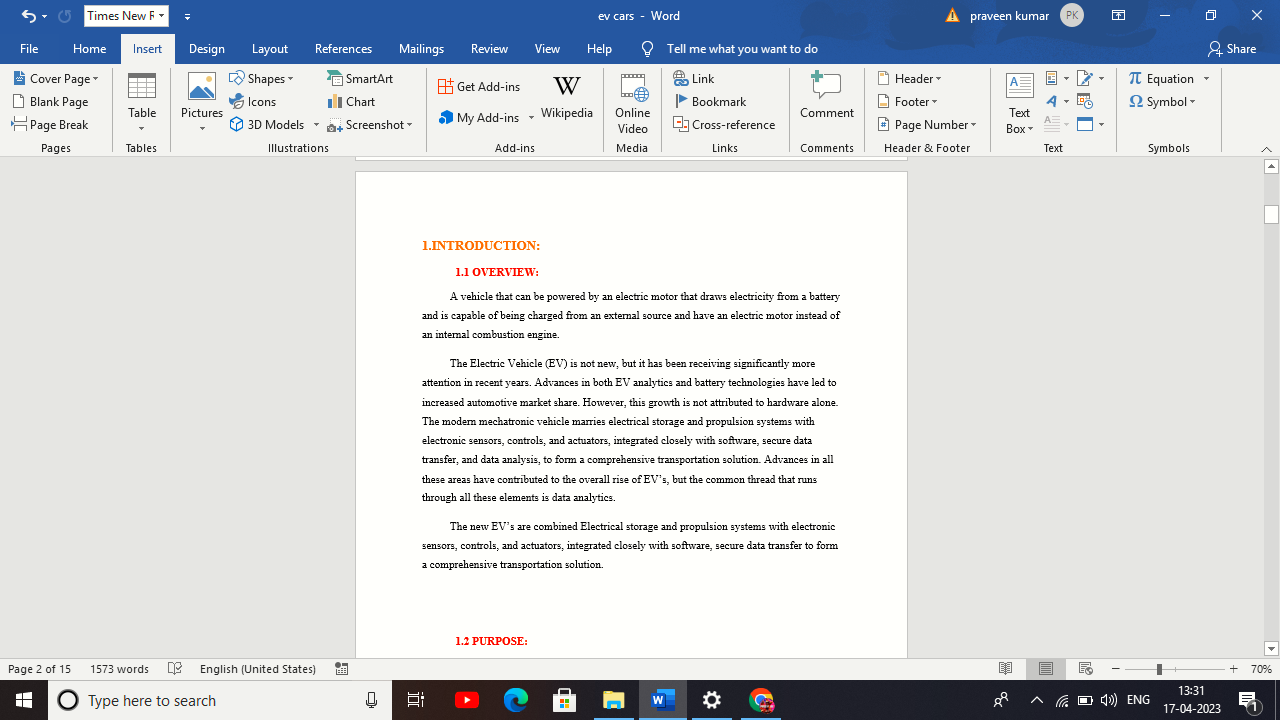 Times New R
ev cars - Word
praveen kumar
PK
File Home Insert Design Layout References Mailings Review View Help Tell me what you want to do Share
Cover Page
Blank Page
Page Break
Pages
Table
Tables
Pictures
Shapes
Icons
3D Models
SmartArt
Chart
Screenshot
Illustrations
Get Add-ins
My Add-ins
W
Wikipedia
Add-ins
Online
Video
Media
Link
Bookmark
Cross-reference
Links
Comment
Comments
Header
Footer
Page Number
Header & Footer
Text
Box
Text
Equation
Symbol
Symbols
1.INTRODUCTION:
1.1 OVERVIEW:
A vehicle that can be powered by an electric motor that draws electricity from a battery
and is capable of being charged from an external source and have an electric motor instead of
an internal combustion engine.
The Electric Vehicle (EV) is not new, but it has been receiving significantly more
attention in recent years. Advances in both EV analytics and battery technologies have led to
increased automotive market share. However, this growth is not attributed to hardware alone.
The modern mechatronic vehicle marries electrical storage and propulsion systems with
electronic sensors, controls, and actuators, integrated closely with software, secure data
transfer, and data analysis, to form a comprehensive transportation solution. Advances in all
these areas have contributed to the overall rise of EV’s, but the common thread that runs
through all these elements is data analytics.
The new EV’s are combined Electrical storage and propulsion systems with electronic
sensors, controls, and actuators, integrated closely with software, secure data transfer to form
a comprehensive transportation solution.
1.2 PURPOSE:
Page 2 of 15 1573 words English (United States) 70%
Type here to search
ENG
13:31
17-04-2023
1